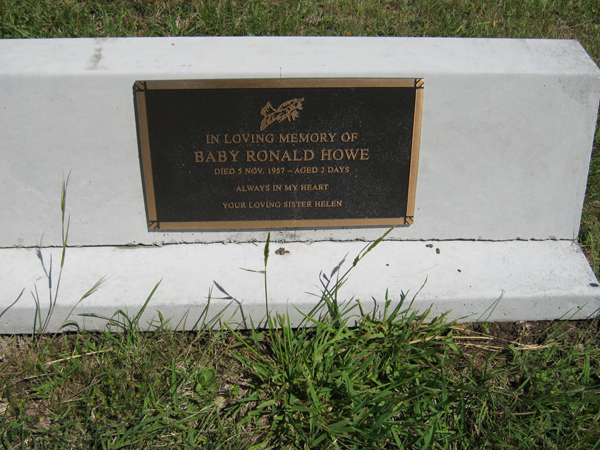 IN LOVING MEMORY OF
BABY RONALD HOWE
DIED 5 NOV. 1957 - AGED 2 DAYS
ALWAYS IN MY HEART
YOUR LOVING SISTER HELEN